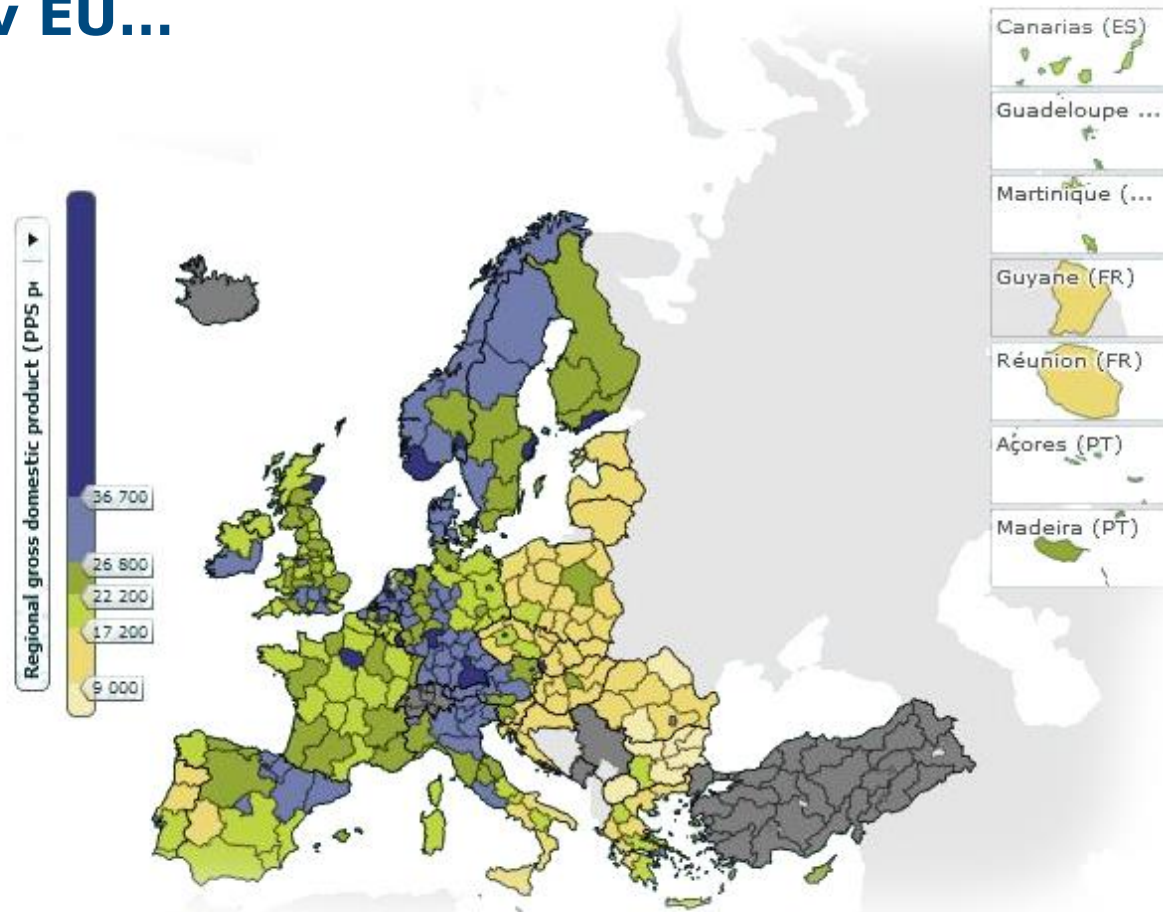 v EU...
Canarias (ES)
Guadeloupe ...
Martinique (...
Guyane (FR)
Réunion (FR)
Açores (PT)
Madeira (PT)
Regional gross domestic product (PPS p
36 700
26 800
22 200
17 200
9 000